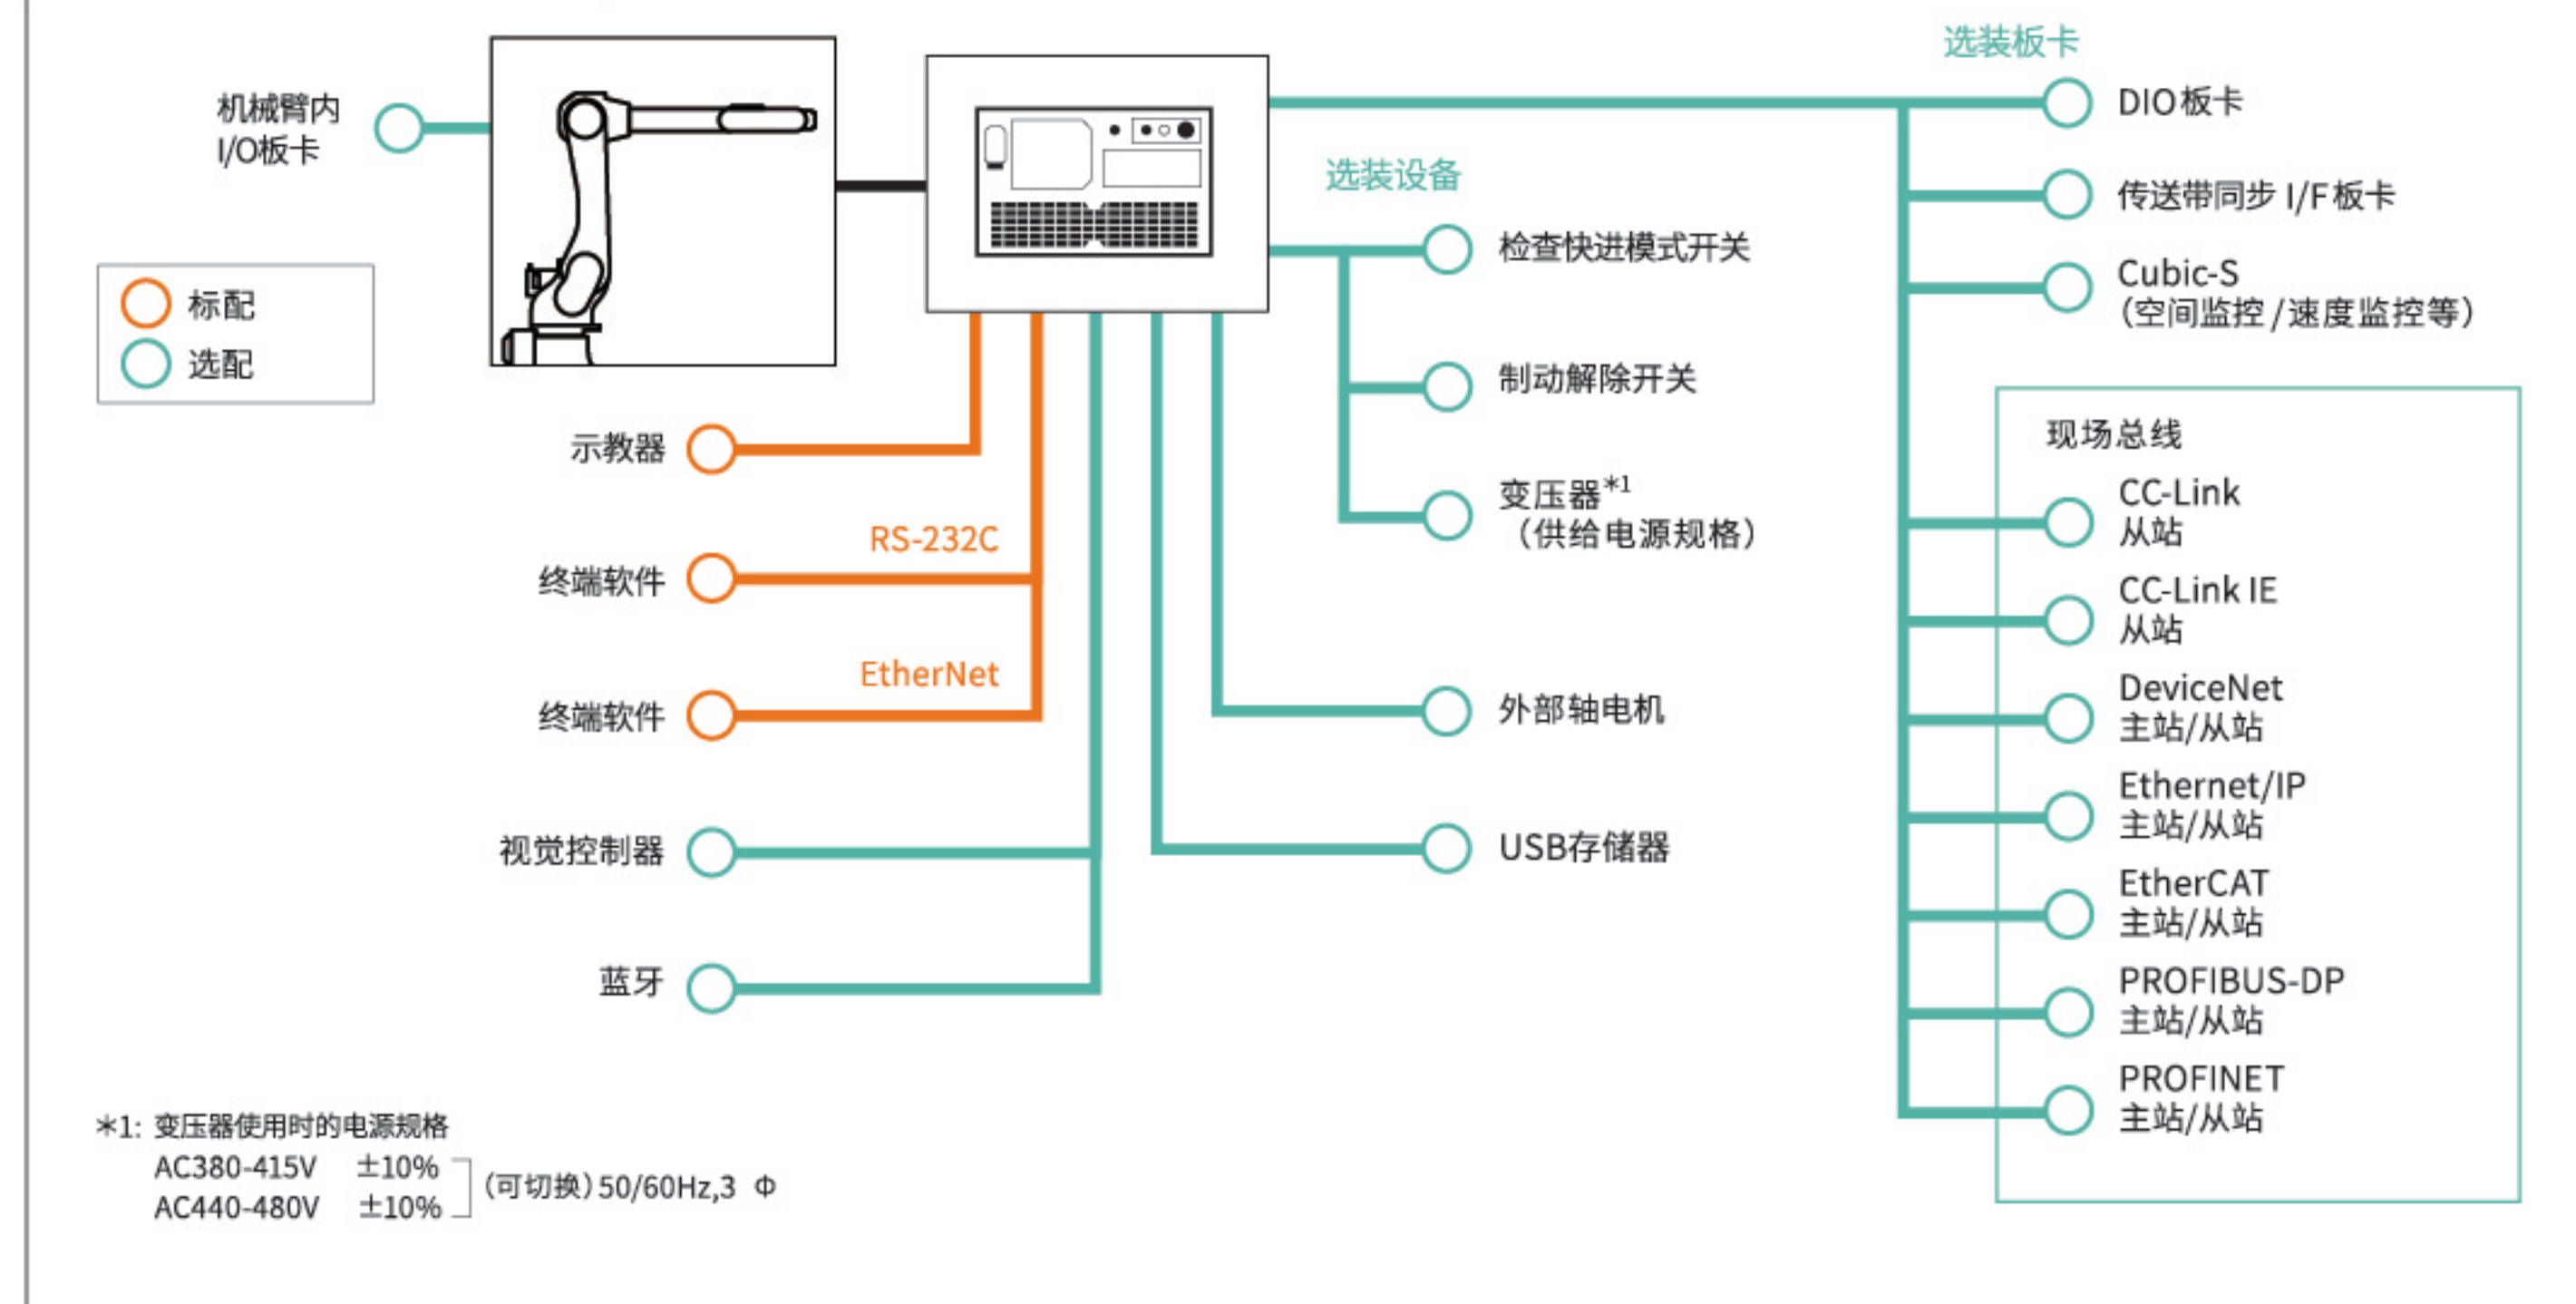 机械臂内
I/O板卡
标配
选配
示教器
RS-232C
终端软件
EtherNet
终端软件
视觉控制器
蓝牙
选装设备
检查快进模式开关
制动解除开关
变压器*1
（供给电源规格）
外部轴电机
USB存储器
选装板卡
DIO板卡
传送带同步 I/F板卡
Cubic-S
（空间监控/速度监控等）
现场总线
CC-Link
从站
CC-Link IE
从站
DeviceNet
主站/从站
Ethernet/IP
主站/从站
EtherCAT
主站/从站
PROFIBUS-DP
主站/从站
PROFINET
主站/从站
*1: 变压器使用时的电源规格
AC380-415V ±10%
AC440-480V ±10%
（可切换）50/60Hz,3 Φ